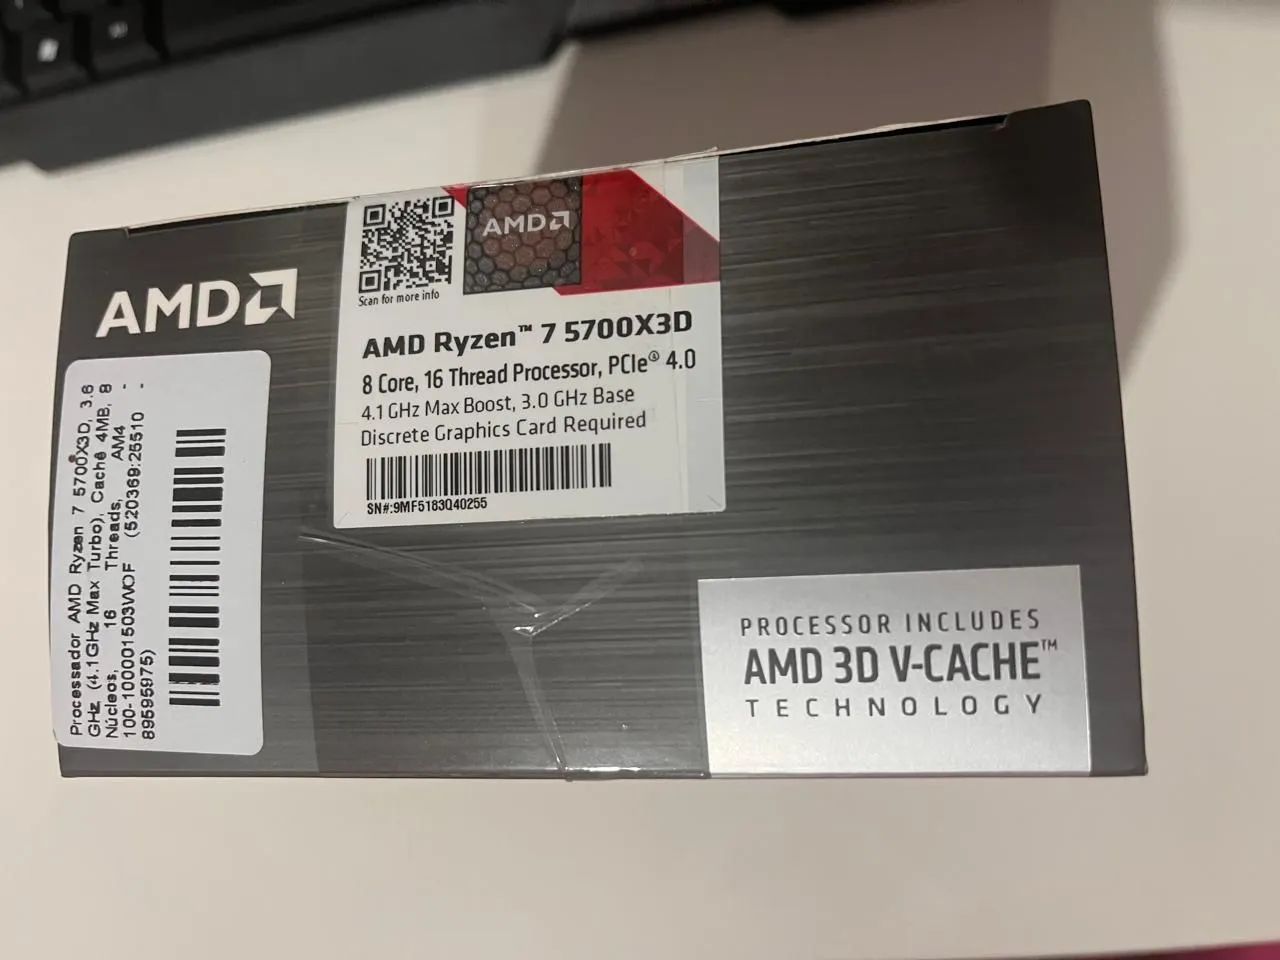 AMD
Scan for more info
AMD
AMD Ryzen™ 7 5700X3D
8 Core, 16 Thread Processor, PCIe® 4.0
4.1 GHz Max Boost, 3.0 GHz Base
Discrete Graphics Card Required
SN#:9MF5183Q40255
Processador AMD Ryzen 7 5700X3D, 3.6
GHz (4.1GHz Max Turbo), Cachê 4MB, 8
Núcleos, 16 Threads, AM4 -
100-100001503WOF (520369:25510 -
89595975)
PROCESSOR INCLUDES
AMD 3D V-CACHE™
TECHNOLOGY